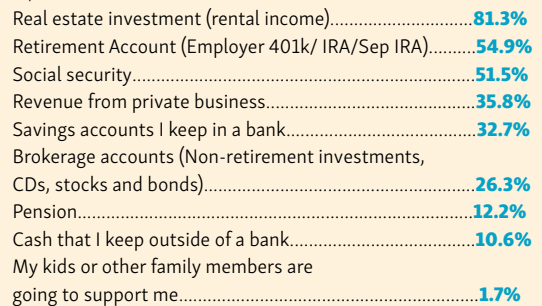 Real estate investment (rental income)..........................81.3%
Retirement Account (Employer 401k/ IRA/Sep IRA)........54.9%
Social security..............................................................51.5%
Revenue from private business.....................................35.8%
Savings accounts I keep in a bank.................................32.7%
Brokerage accounts (Non-retirement investments,
CDs, stocks and bonds)................................................26.3%
Pension.........................................................................12.2%
Cash that I keep outside of a bank................................10.6%
My kids or other family members are
going to support me.....................................................1.7%